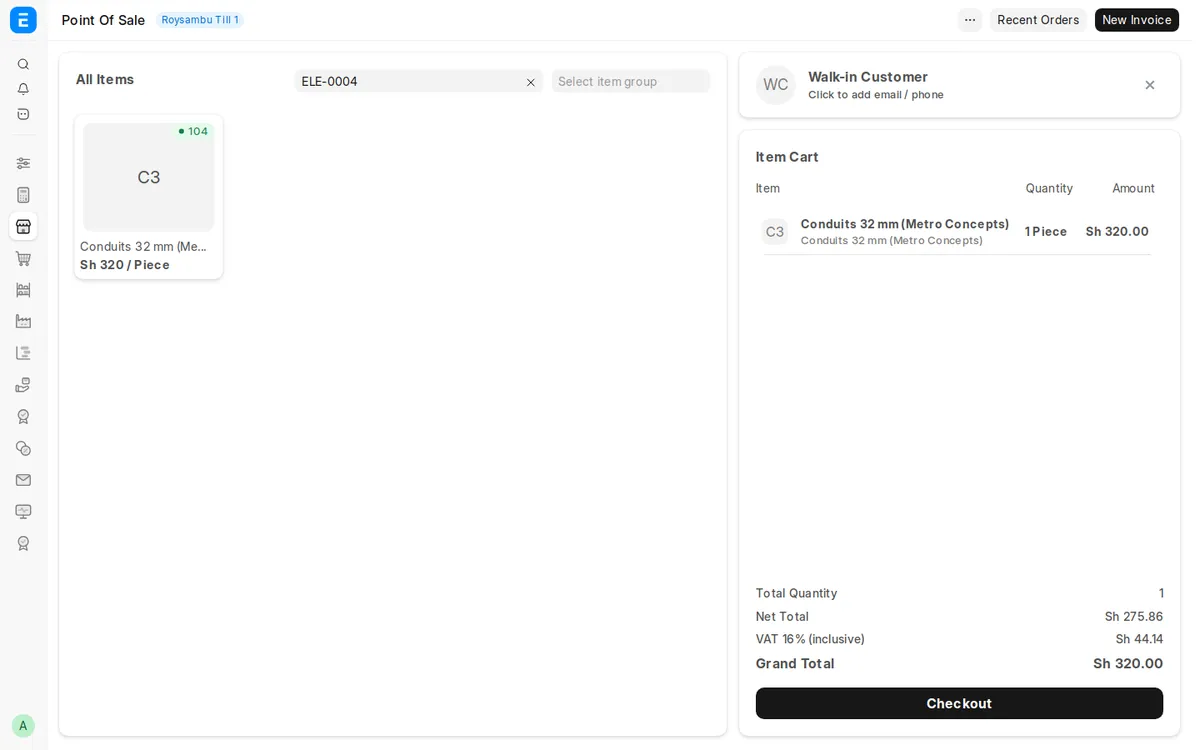 Point Of Sale
Roysambu Till 1
Recent Orders
New Invoice
All Items
ELE-0004
Select item group
104
C3
Conduits 32 mm (Me...
Sh 320 / Piece
WC
Walk-in Customer
Click to add email / phone
Item Cart
Item Quantity Amount
C3
Conduits 32 mm (Metro Concepts)
Conduits 32 mm (Metro Concepts)
1 Piece
Sh 320.00
Total Quantity 1
Net Total Sh 275.86
VAT 16% (inclusive) Sh 44.14
Grand Total Sh 320.00
Checkout
A